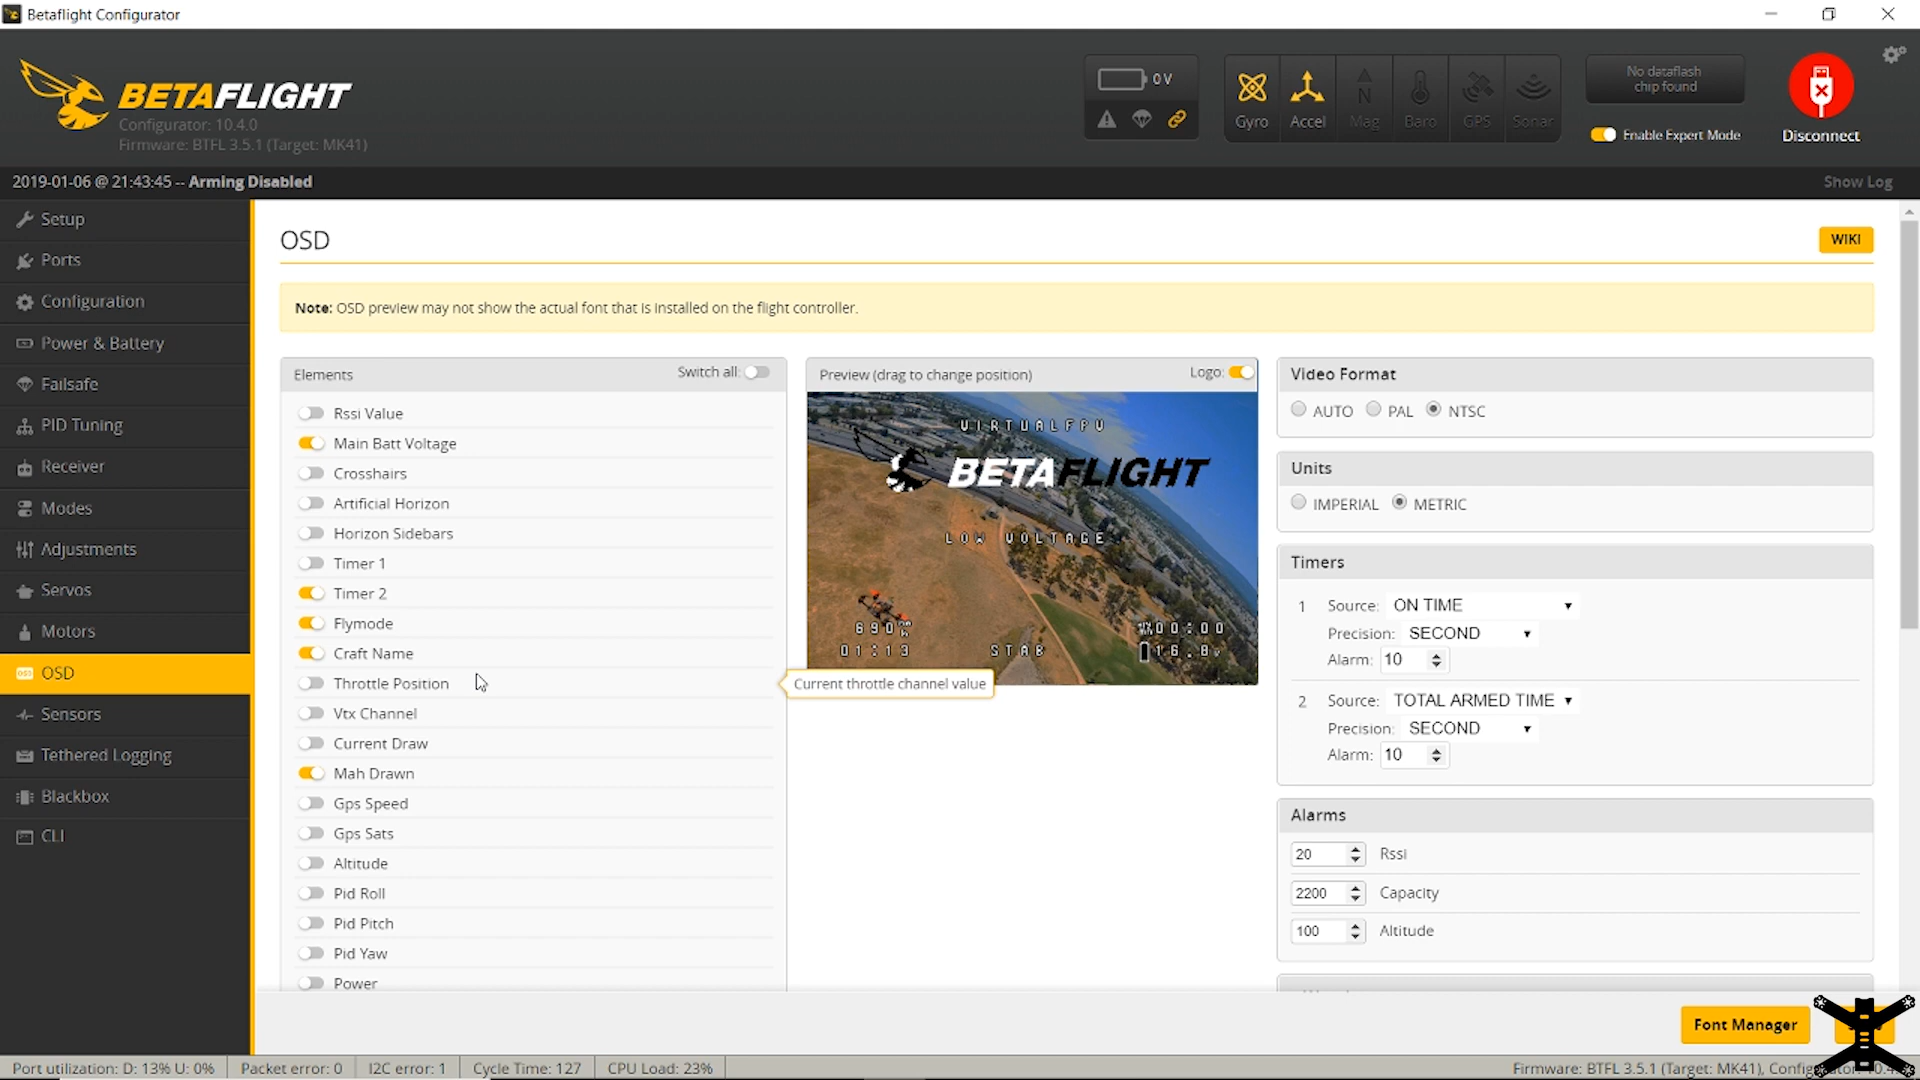 Betaflight Configurator
BETAFLIGHT
Configurator: 10.4.0
Firmware: BTFL 3.5.1 (Target: MK41)
0 V
Gyro
Accel
Mag
Baro
GPS
Sonar
No dataflash
chip found
Enable Expert Mode
Disconnect
2019-01-06 @ 21:43:45 -- Arming Disabled
Show Log
Setup
Ports
Configuration
Power & Battery
Failsafe
PID Tuning
Receiver
Modes
Adjustments
Servos
Motors
OSD
Sensors
Tethered Logging
Blackbox
CLI
OSD
WIKI
Note: OSD preview may not show the actual font that is installed on the flight controller.
Elements
Switch all:
Rssi Value
Main Batt Voltage
Crosshairs
Artificial Horizon
Horizon Sidebars
Timer 1
Timer 2
Flymode
Craft Name
Throttle Position
Vtx Channel
Current Draw
Mah Drawn
Gps Speed
Gps Sats
Altitude
Pid Roll
Pid Pitch
Pid Yaw
Power
Preview (drag to change position)
Logo:
VIRTUALFPV
BETAFLIGHT
LOW VOLTAGE
690
00:00
01:13
STAB
16.8v
Current throttle channel value
Video Format
AUTO
PAL
NTSC
Units
IMPERIAL
METRIC
Timers
1 Source: ON TIME
Precision: SECOND
Alarm: 10
2 Source: TOTAL ARMED TIME
Precision: SECOND
Alarm: 10
Alarms
20 Rssi
2200 Capacity
100 Altitude
Font Manager
Port utilization: D: 13% U: 0%
Packet error: 0
I2C error: 1
Cycle Time: 127
CPU Load: 23%
Firmware: BTFL 3.5.1 (Target: MK41),